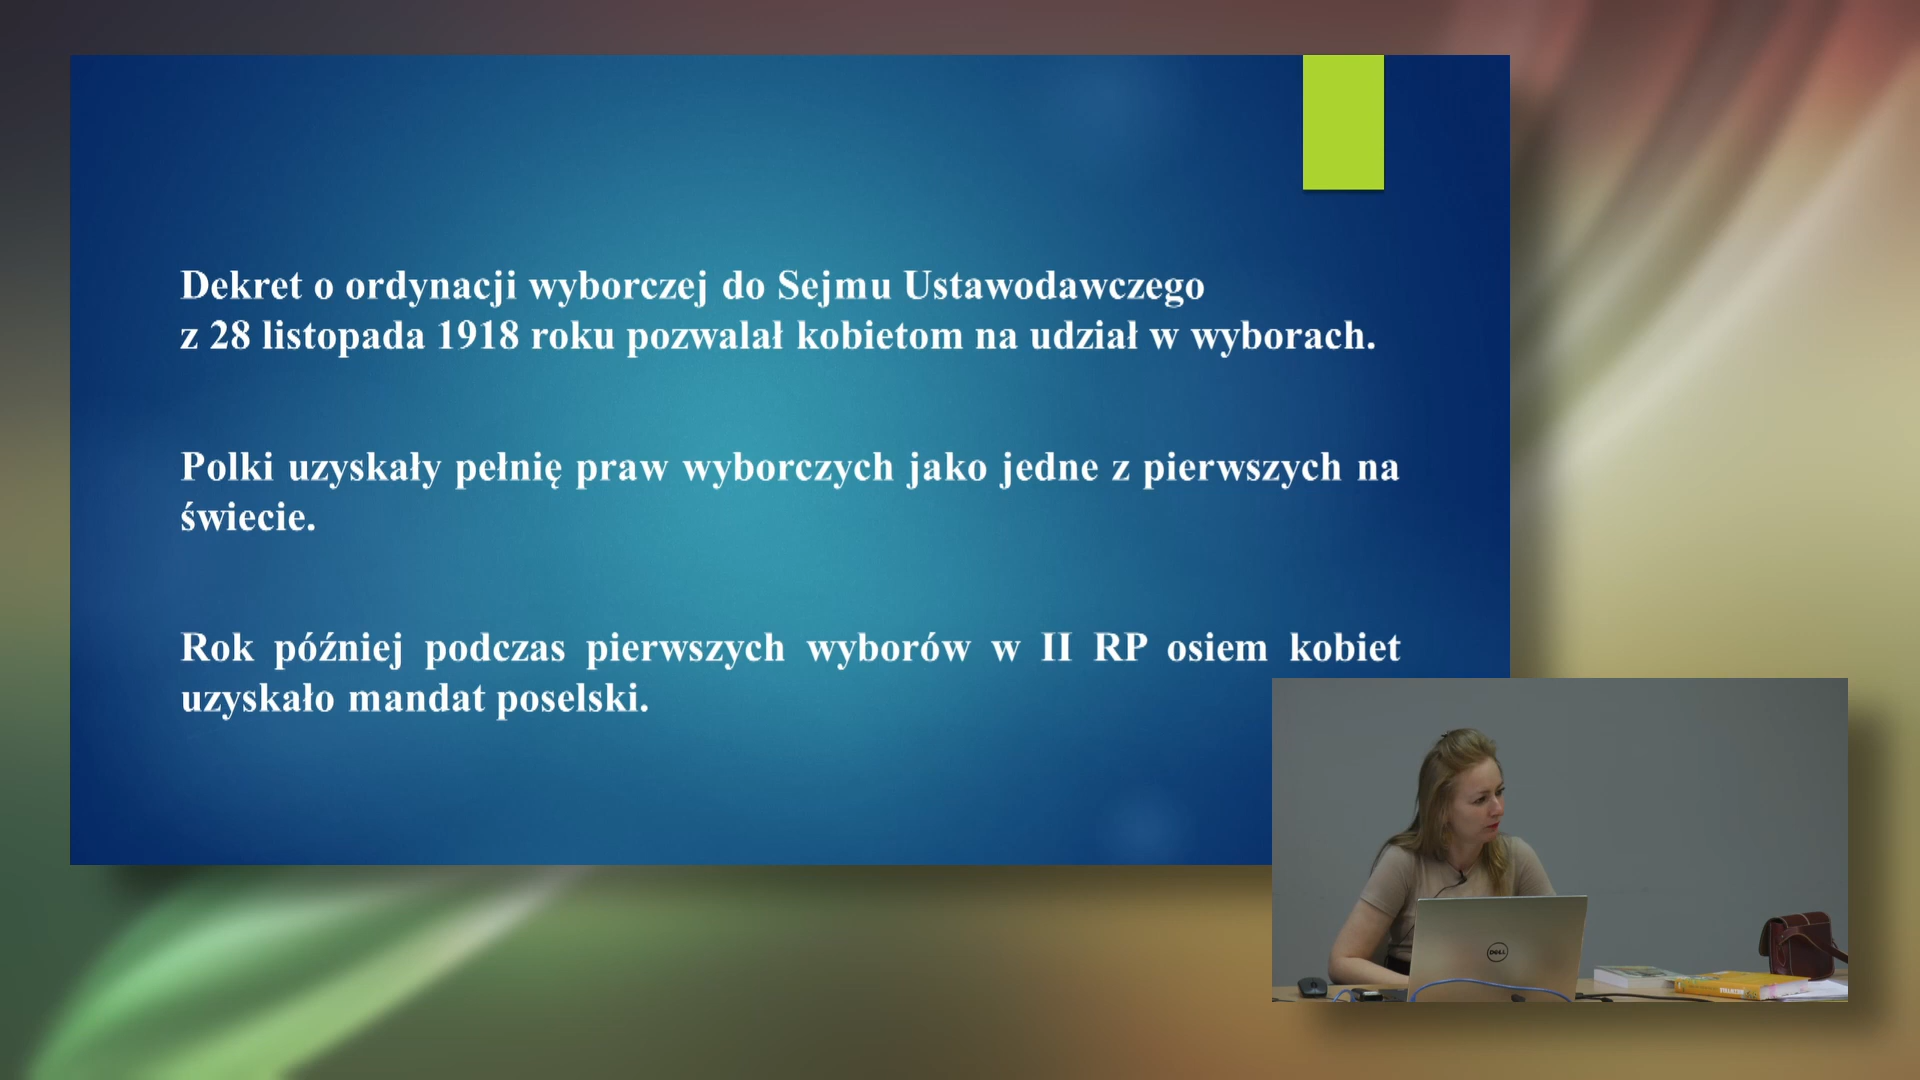 Dekret o ordynacji wyborczej do Sejmu Ustawodawczego
z 28 listopada 1918 roku pozwalał kobietom na udział w wyborach.
Polki uzyskały pełnię praw wyborczych jako jedne z pierwszych na
świecie.
Rok później podczas pierwszych wyborów w II RP osiem kobiet
uzyskało mandat poselski.
DELL